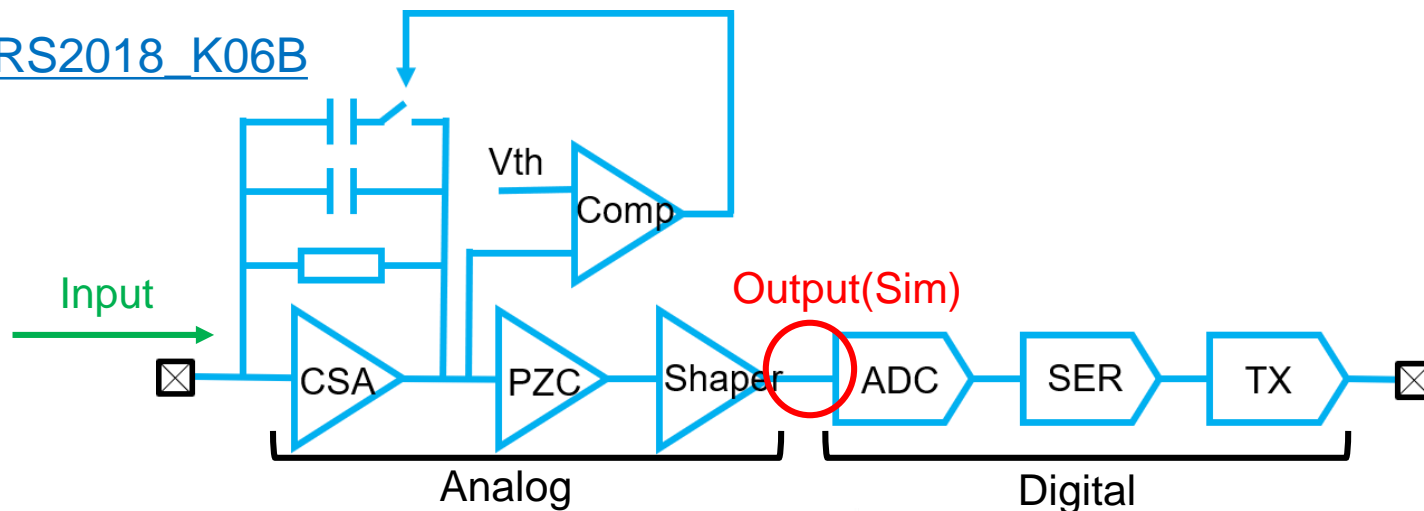 RS2018_K06B
Vth
Comp
Input
Output(Sim)
CSA
PZC
Shaper
ADC
SER
TX
Analog
Digital